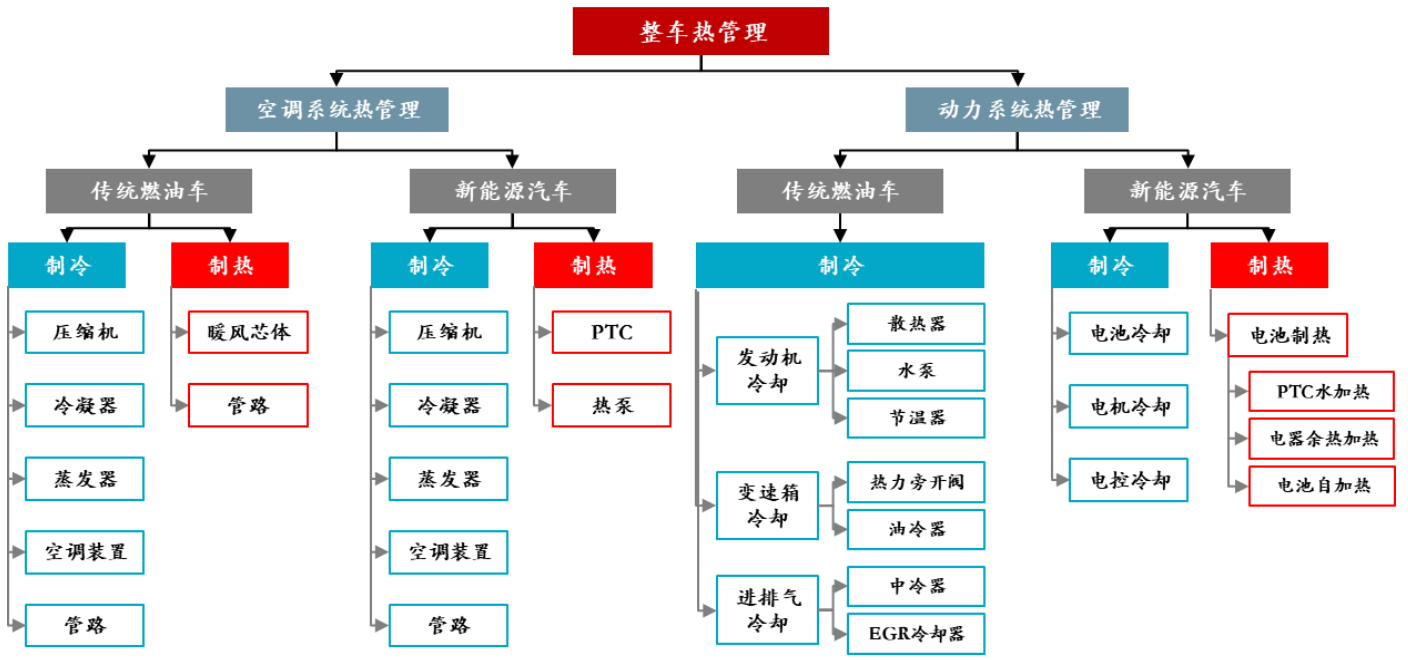 整车热管理
空调系统热管理
动力系统热管理
传统燃油车
新能源汽车
传统燃油车
新能源汽车
制冷
制热
制冷
制热
制冷
制冷
制热
压缩机
冷凝器
蒸发器
空调装置
管路
暖风芯体
管路
压缩机
冷凝器
蒸发器
空调装置
管路
PTC
热泵
发动机
冷却
散热器
水泵
节温器
变速箱
冷却
热力旁开阀
油冷器
进排气
冷却
中冷器
EGR冷却器
电池冷却
电机冷却
电控冷却
电池制热
PTC水加热
电器余热加热
电池自加热